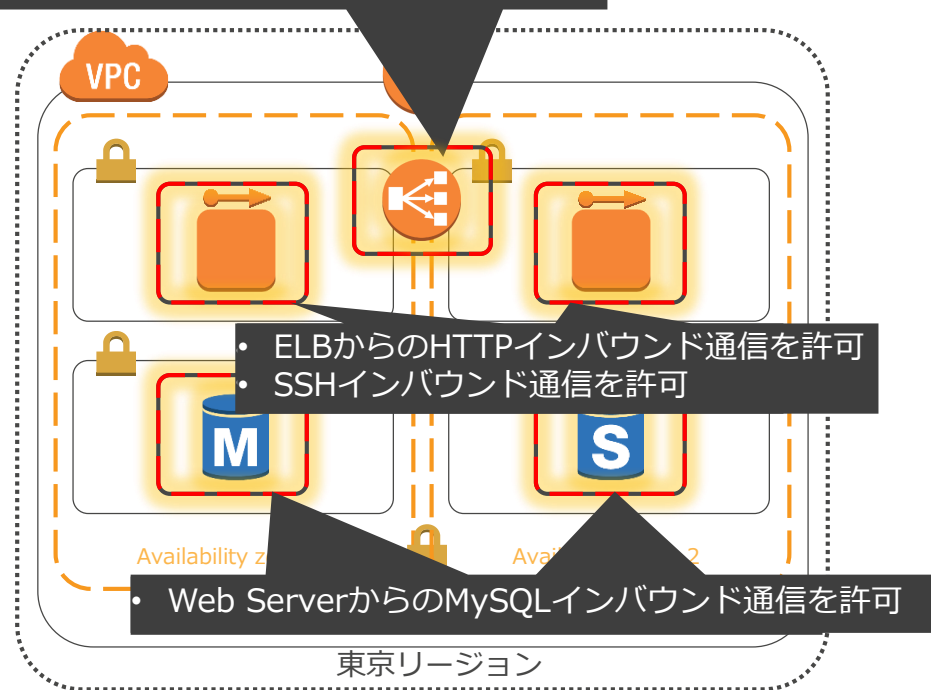 VPC
• ELBからのHTTPインバウンド通信を許可
• SSHインバウンド通信を許可
M
S
Availability z
Avai
2
• Web ServerからのMySQLインバウンド通信を許可
東京リージョン